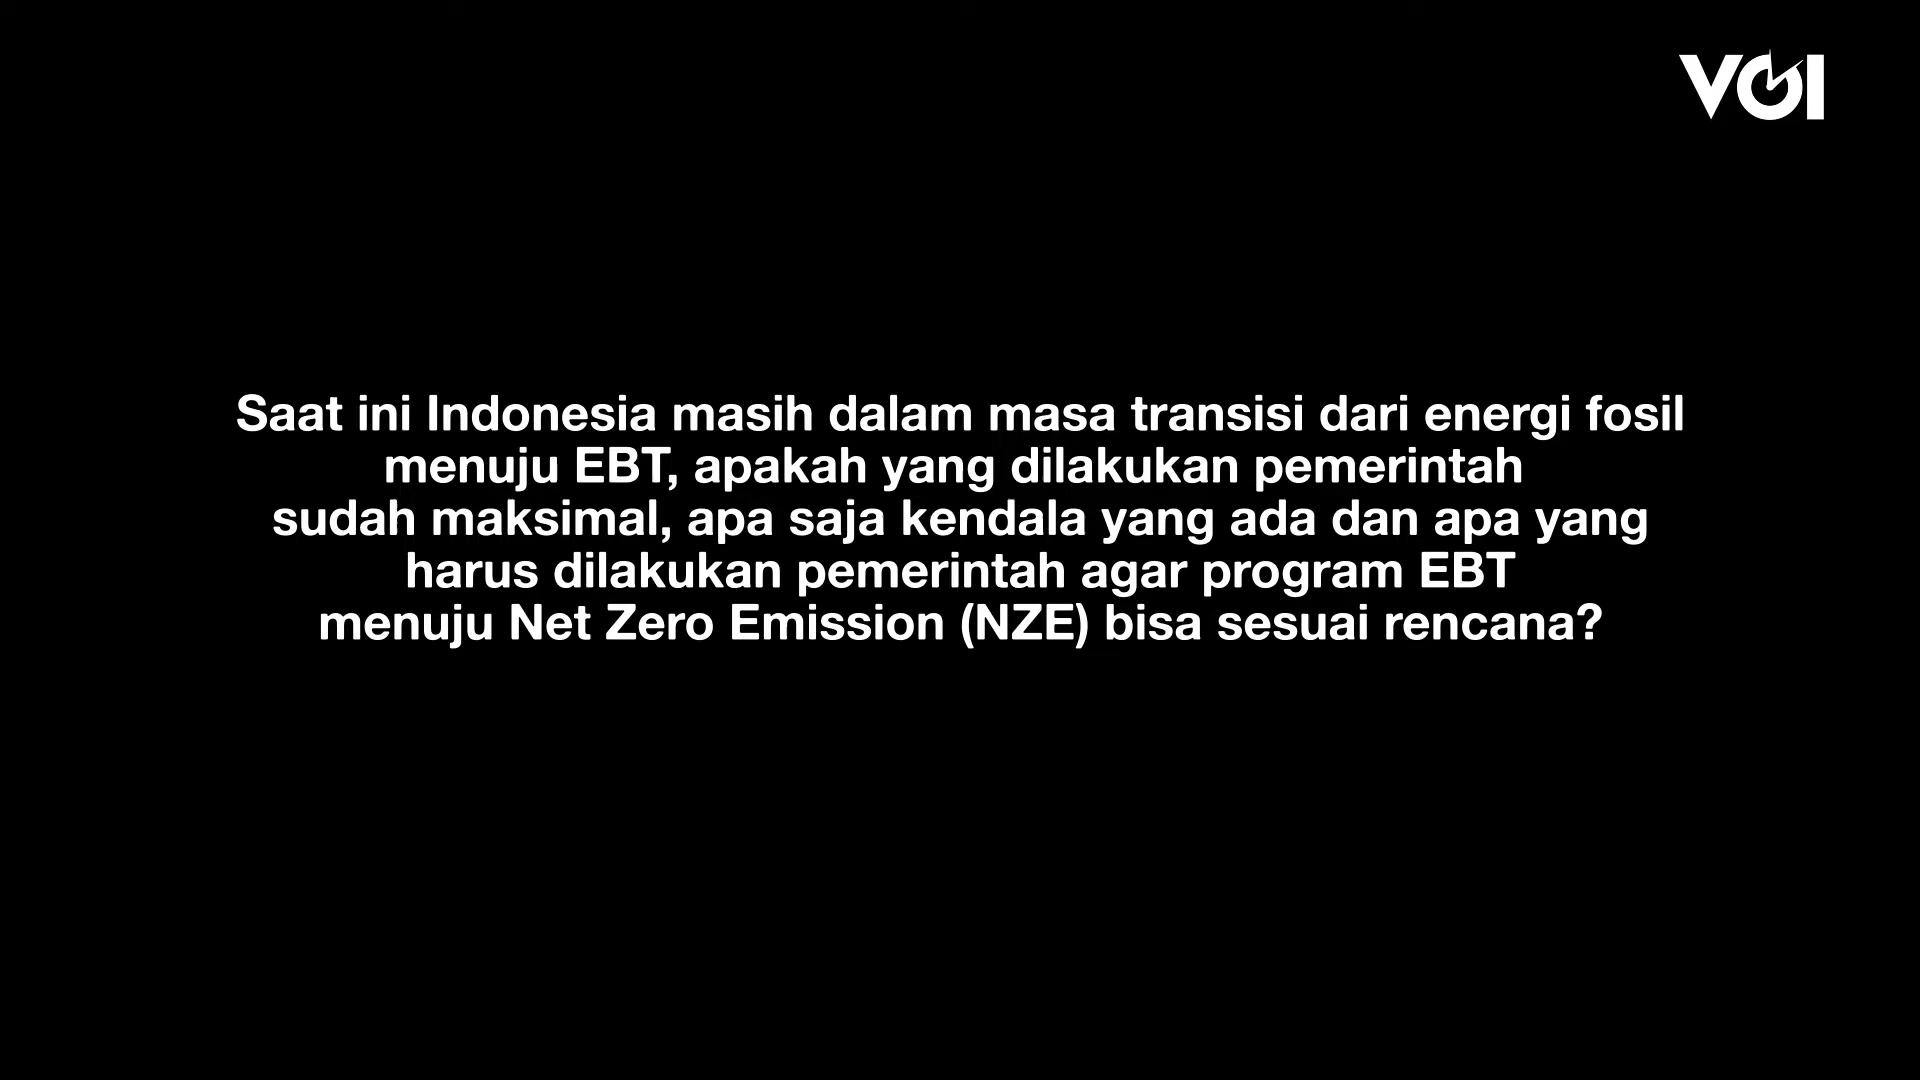 VOI
Saat ini Indonesia masih dalam masa transisi dari energi fosil
menuju EBT, apakah yang dilakukan pemerintah
sudah maksimal, apa saja kendala yang ada dan apa yang
harus dilakukan pemerintah agar program EBT
menuju Net Zero Emission (NZE) bisa sesuai rencana?